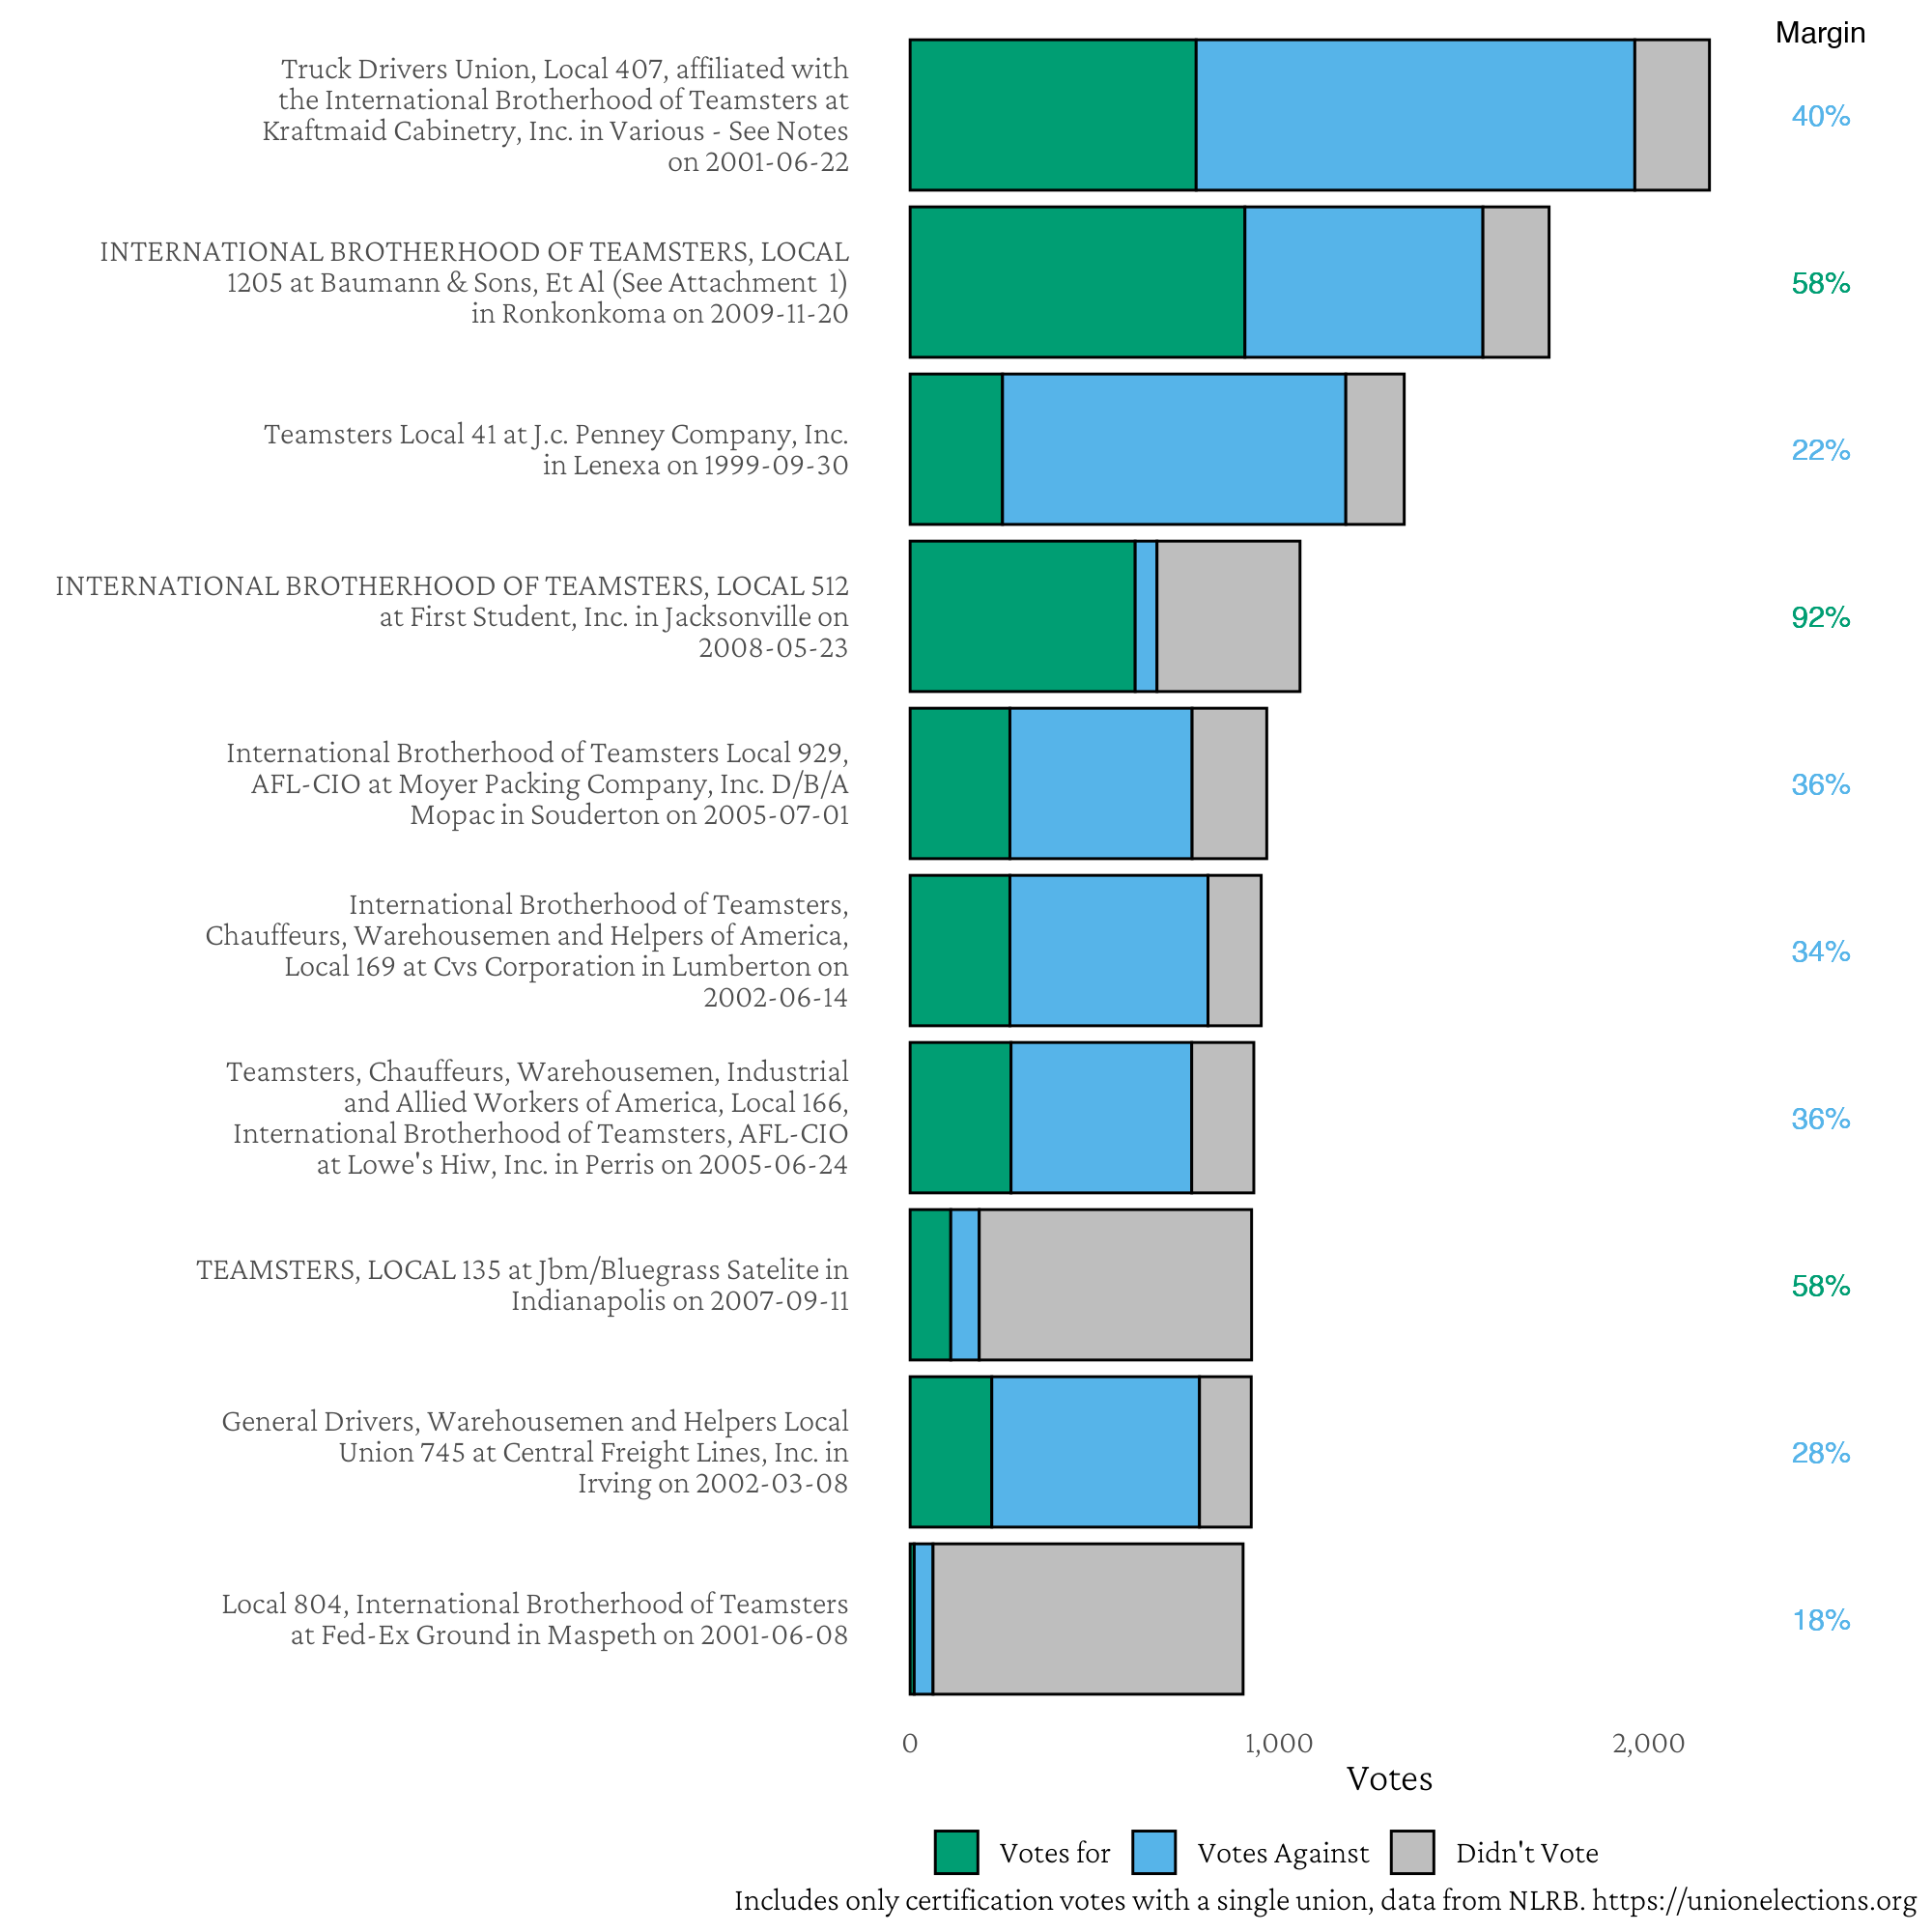 Margin
Truck Drivers Union, Local 407, affiliated with
the International Brotherhood of Teamsters at
Kraftmaid Cabinetry, Inc. in Various - See Notes
on 2001-06-22
40%
INTERNATIONAL BROTHERHOOD OF TEAMSTERS, LOCAL
1205 at Baumann & Sons, Et Al (See Attachment  1)
in Ronkonkoma on 2009-11-20
58%
Teamsters Local 41 at J.c. Penney Company, Inc.
in Lenexa on 1999-09-30
22%
INTERNATIONAL BROTHERHOOD OF TEAMSTERS, LOCAL 512
at First Student, Inc. in Jacksonville on
2008-05-23
92%
International Brotherhood of Teamsters Local 929,
AFL-CIO at Moyer Packing Company, Inc. D/B/A
Mopac in Souderton on 2005-07-01
36%
International Brotherhood of Teamsters,
Chauffeurs, Warehousemen and Helpers of America,
Local 169 at Cvs Corporation in Lumberton on
2002-06-14
34%
Teamsters, Chauffeurs, Warehousemen, Industrial
and Allied Workers of America, Local 166,
International Brotherhood of Teamsters, AFL-CIO
at Lowe's Hiw, Inc. in Perris on 2005-06-24
36%
TEAMSTERS, LOCAL 135 at Jbm/Bluegrass Satelite in
Indianapolis on 2007-09-11
58%
General Drivers, Warehousemen and Helpers Local
Union 745 at Central Freight Lines, Inc. in
Irving on 2002-03-08
28%
Local 804, International Brotherhood of Teamsters
at Fed-Ex Ground in Maspeth on 2001-06-08
18%
0 1,000 2,000
Votes
Votes for Votes Against Didn't Vote
Includes only certification votes with a single union, data from NLRB. https://unionelections.org